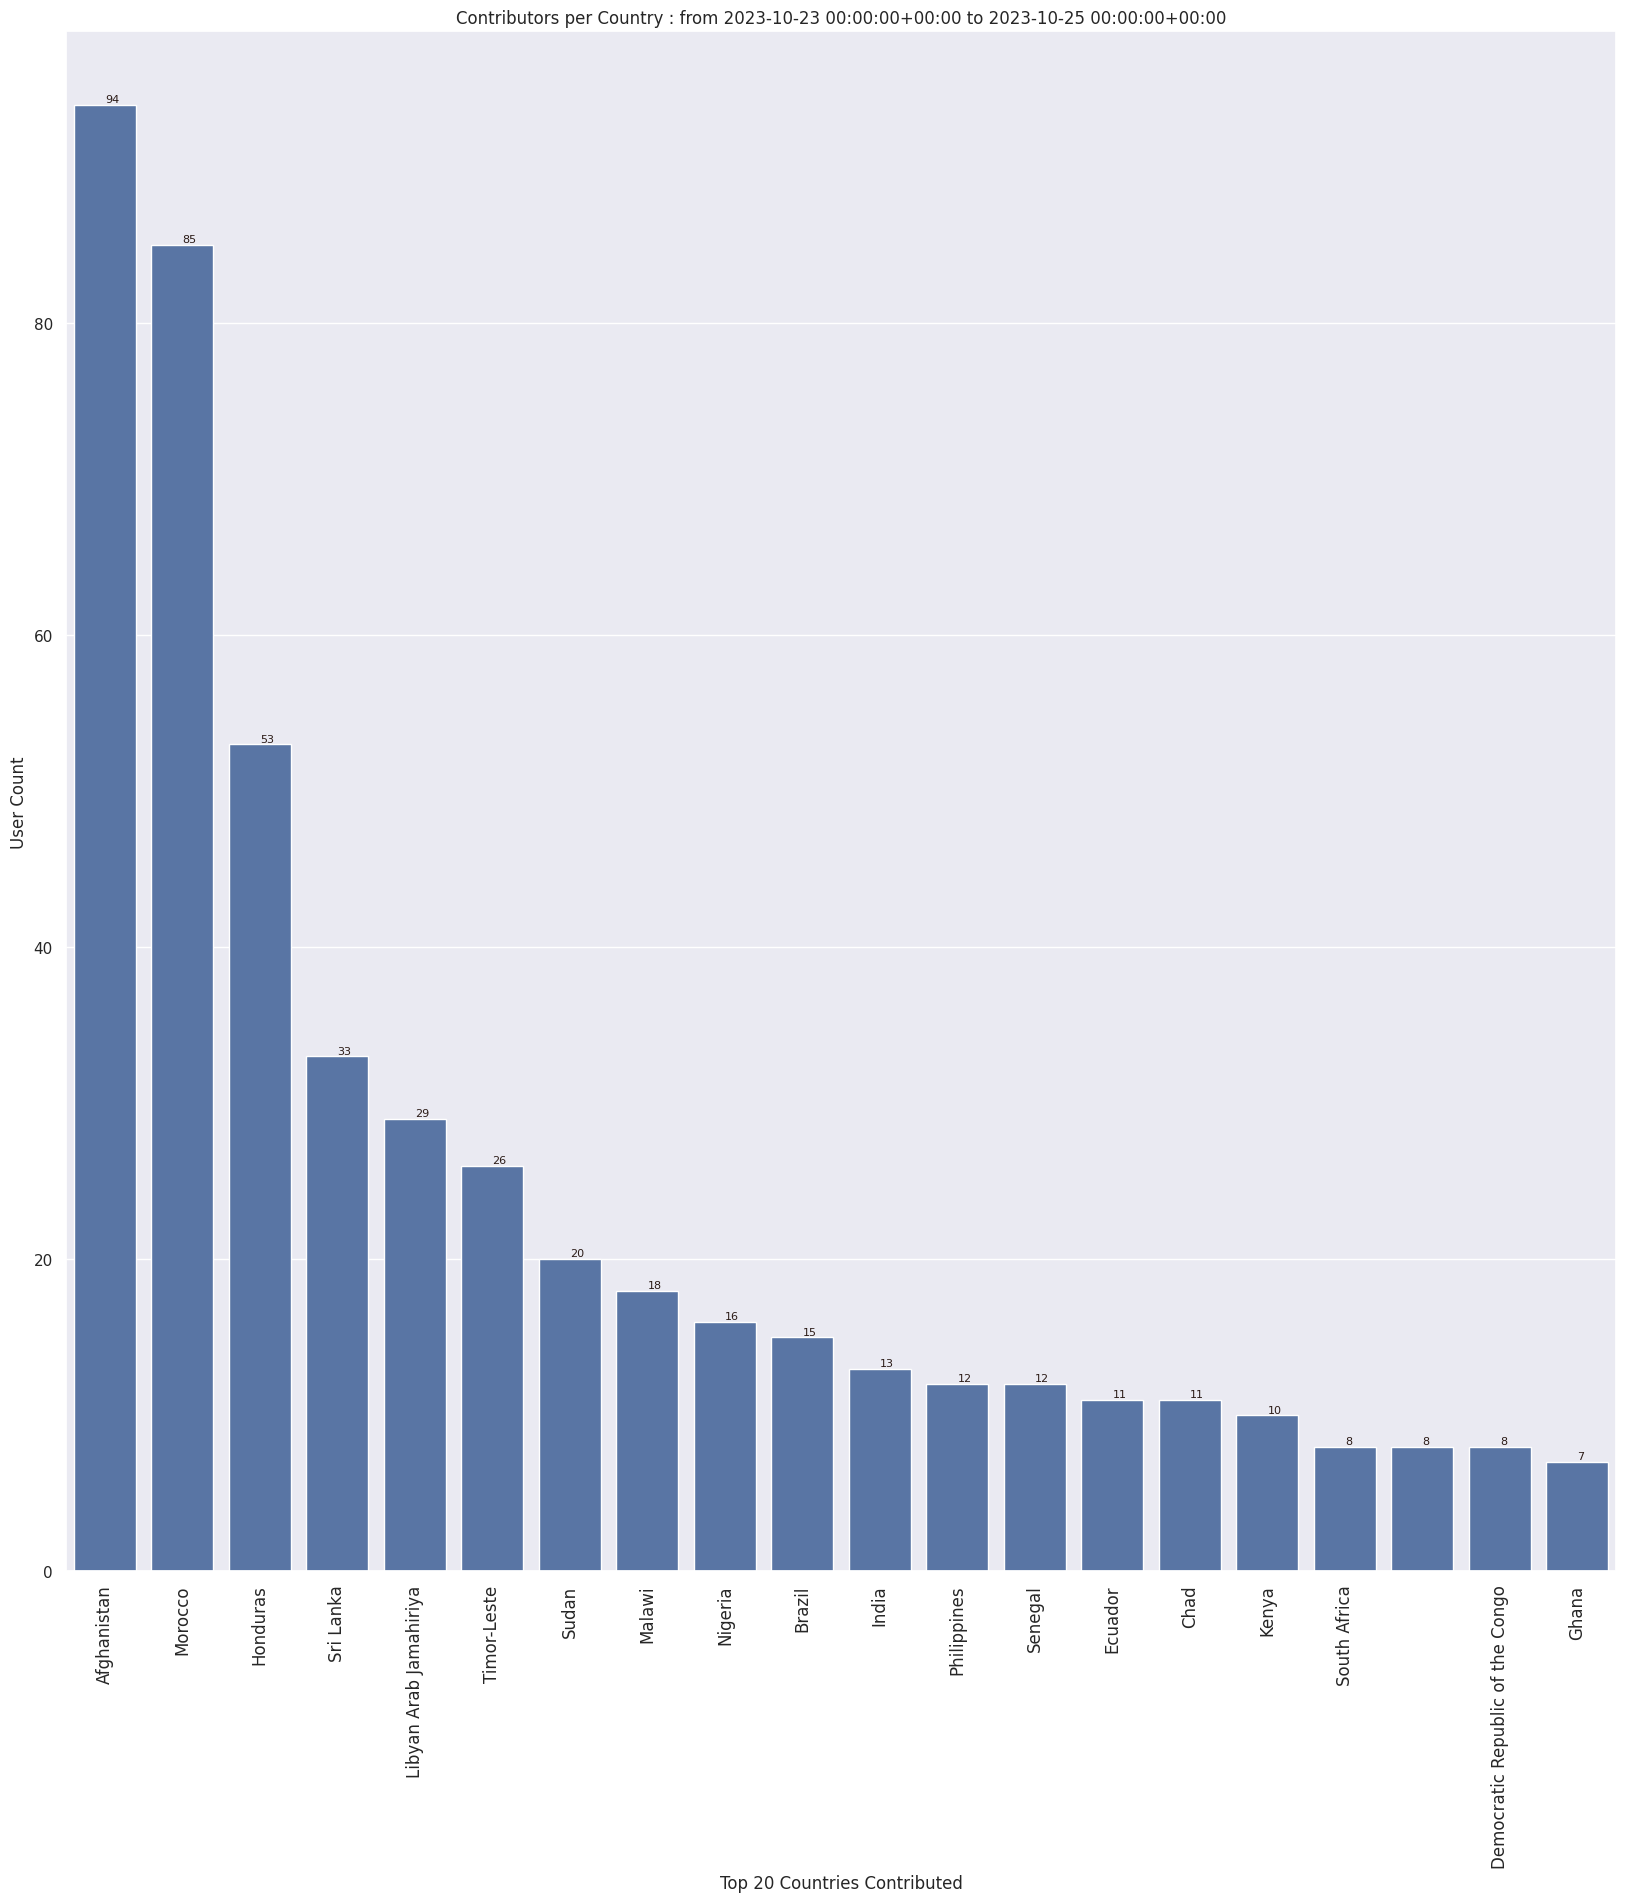 Contributors per Country : from 2023-10-23 00:00:00+00:00 to 2023-10-25 00:00:00+00:00
94
85
80
60
53
User Count
40
33
29
26
20
20
18
16
15
13
12
12
11
11
10
8
8
8
7
0
Afghanistan
Morocco
Honduras
Sri Lanka
Libyan Arab Jamahiriya
Timor-Leste
Sudan
Malawi
Nigeria
Brazil
India
Philippines
Senegal
Ecuador
Chad
Kenya
South Africa
Democratic Republic of the Congo
Ghana
Top 20 Countries Contributed